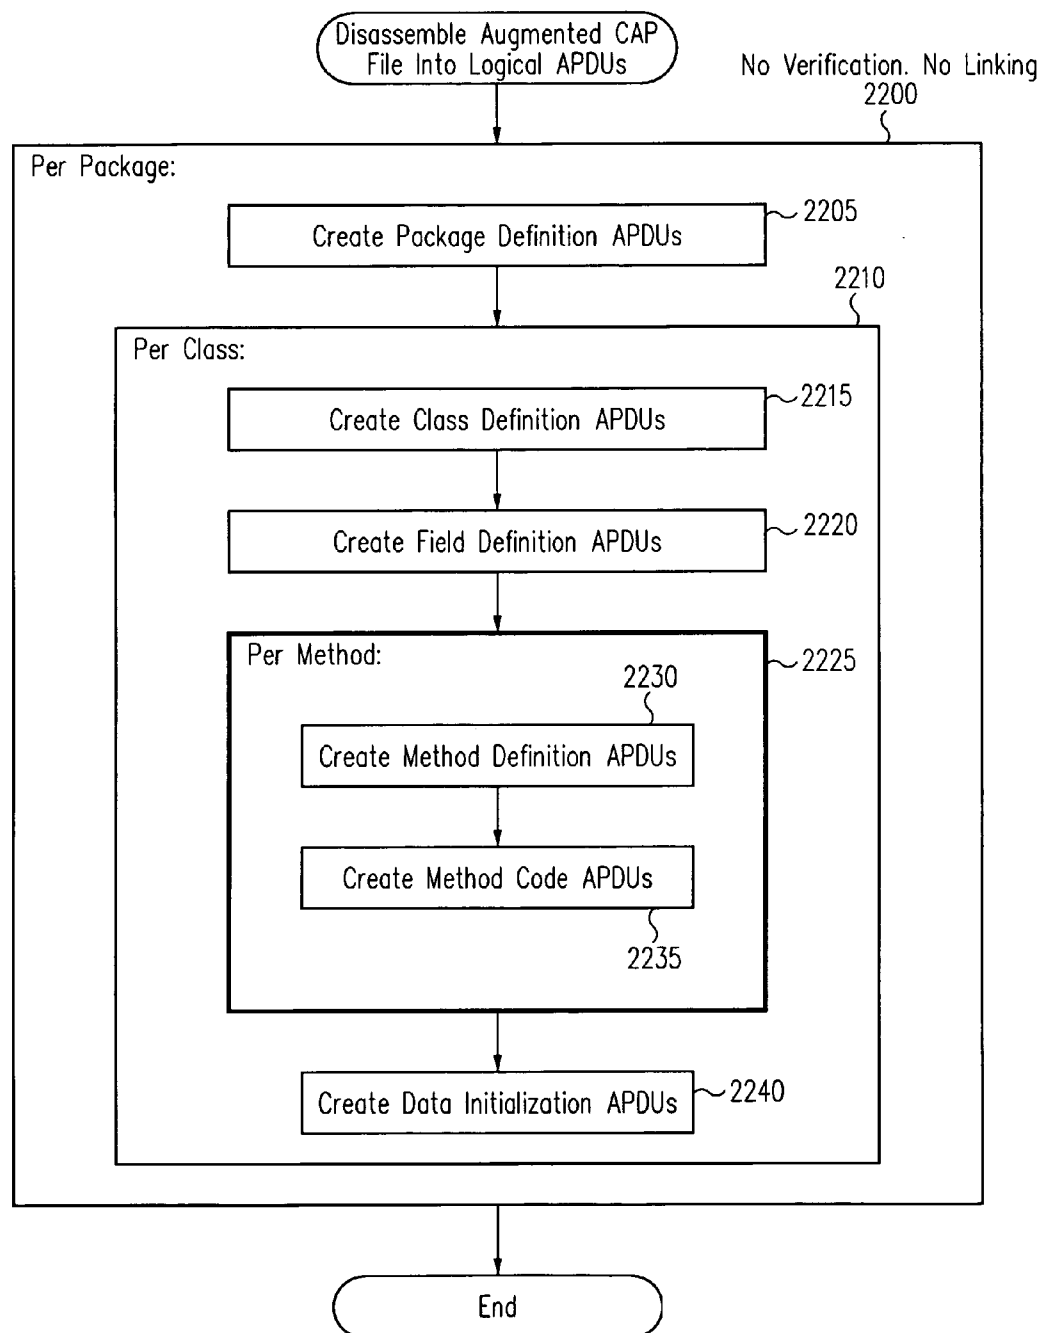 Disassemble Augmented CAP
File Into Logical APDUs
No Verification. No Linking
2200
Per Package:
2205
Create Package Definition APDUs
2210
Per Class:
2215
Create Class Definition APDUs
2220
Create Field Definition APDUs
Per Method:
2225
2230
Create Method Definition APDUs
Create Method Code APDUs
2235
Create Data Initialization APDUs
2240
End